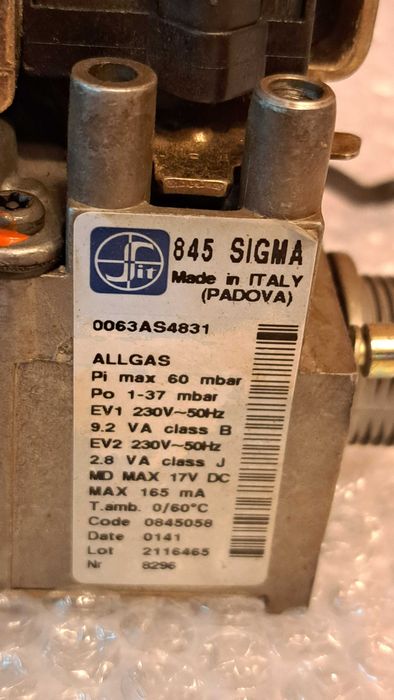 Sit
845 SIGMA
Made in ITALY
(PADOVA)
0063AS4831
ALLGAS
Pi max 60 mbar
Po 1-37 mbar
EV1 230V~50Hz
9.2 VA class B
EV2 230V~50Hz
2.8 VA class J
MD MAX 17V DC
MAX 165 mA
T.amb. 0/60°C
Code 0845058
Date 0141
Lot 2116465
Nr 8296